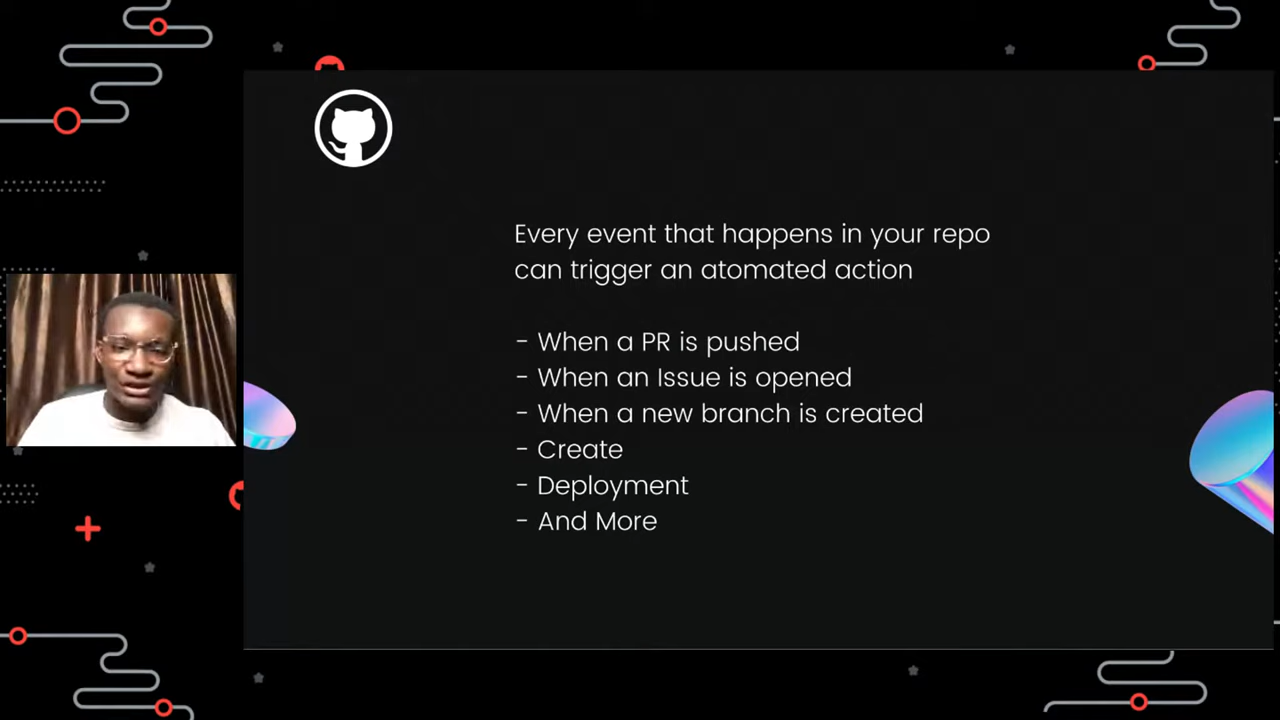 Every event that happens in your repo
can trigger an atomated action
- When a PR is pushed
- When an Issue is opened
- When a new branch is created
- Create
- Deployment
- And More